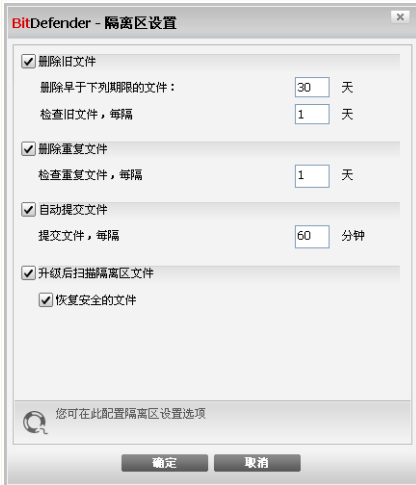 BitDefender - 隔离区设置
删除旧文件
删除早于下列期限的文件： 30 天
检查旧文件，每隔 1 天
删除重复文件
检查重复文件，每隔 1 天
自动提交文件
提交文件，每隔 60 分钟
升级后扫描隔离区文件
恢复安全的文件
您可在此配置隔离区设置选项
确定 取消